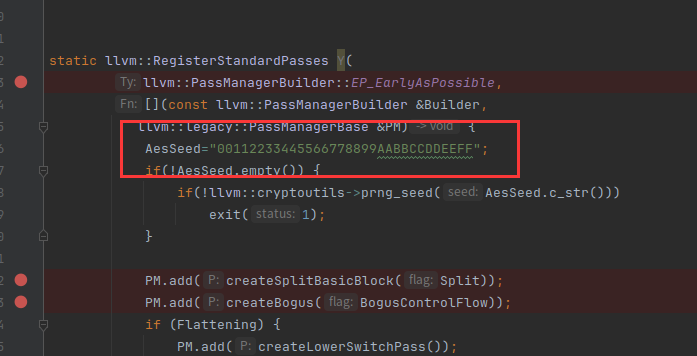 static llvm::RegisterStandardPasses Y(
Ty: llvm::PassManagerBuilder::EP_EarlyAsPossible,
Fn: [](const llvm::PassManagerBuilder &Builder,
llvm::legacy::PassManagerBase &PM) -> void {
AesSeed="00112233445566778899AABBCCDDEEFF";
if(!AesSeed.empty()) {
if(!llvm::cryptoutils->prng_seed( seed: AesSeed.c_str()))
exit( status: 1);
}
PM.add( P: createSplitBasicBlock( flag: Split));
PM.add( P: createBogus( flag: BogusControlFlow));
if (Flattening) {
PM.add( P: createLowerSwitchPass());